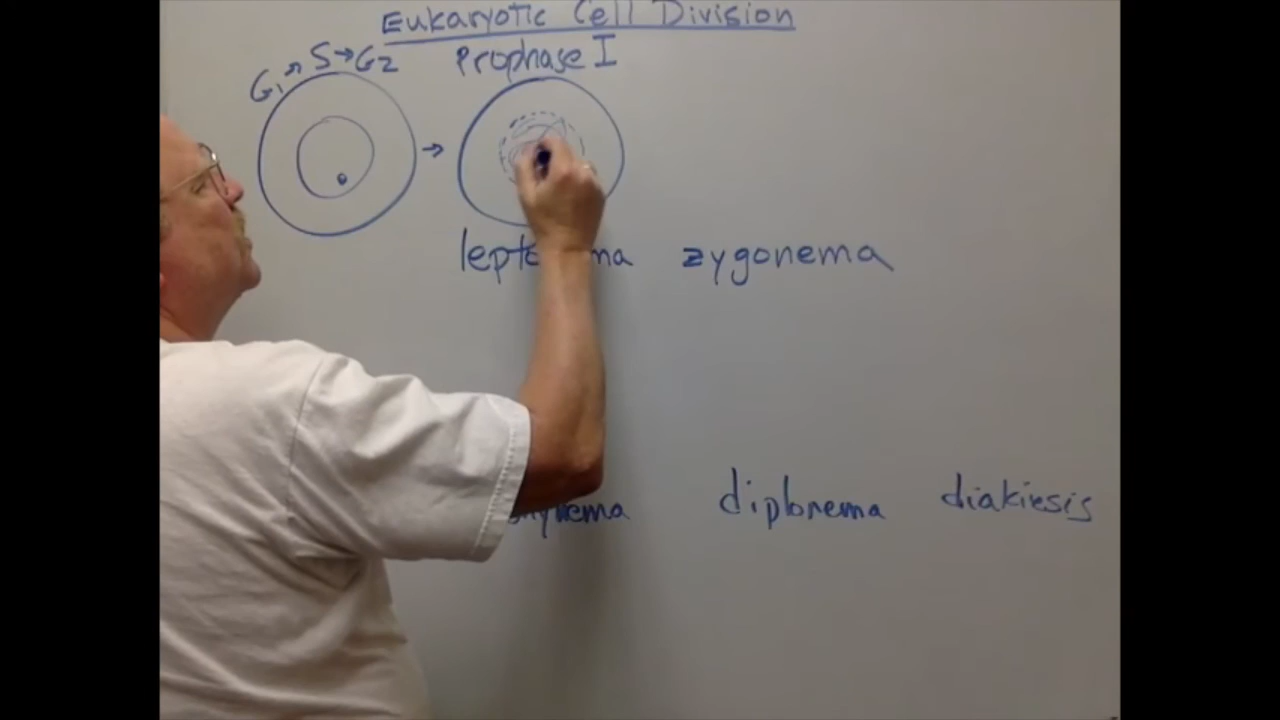 Eukaryotic Cell Division
G₁ → S → G2
Prophase I
zygonema
diplonema
diakiesis